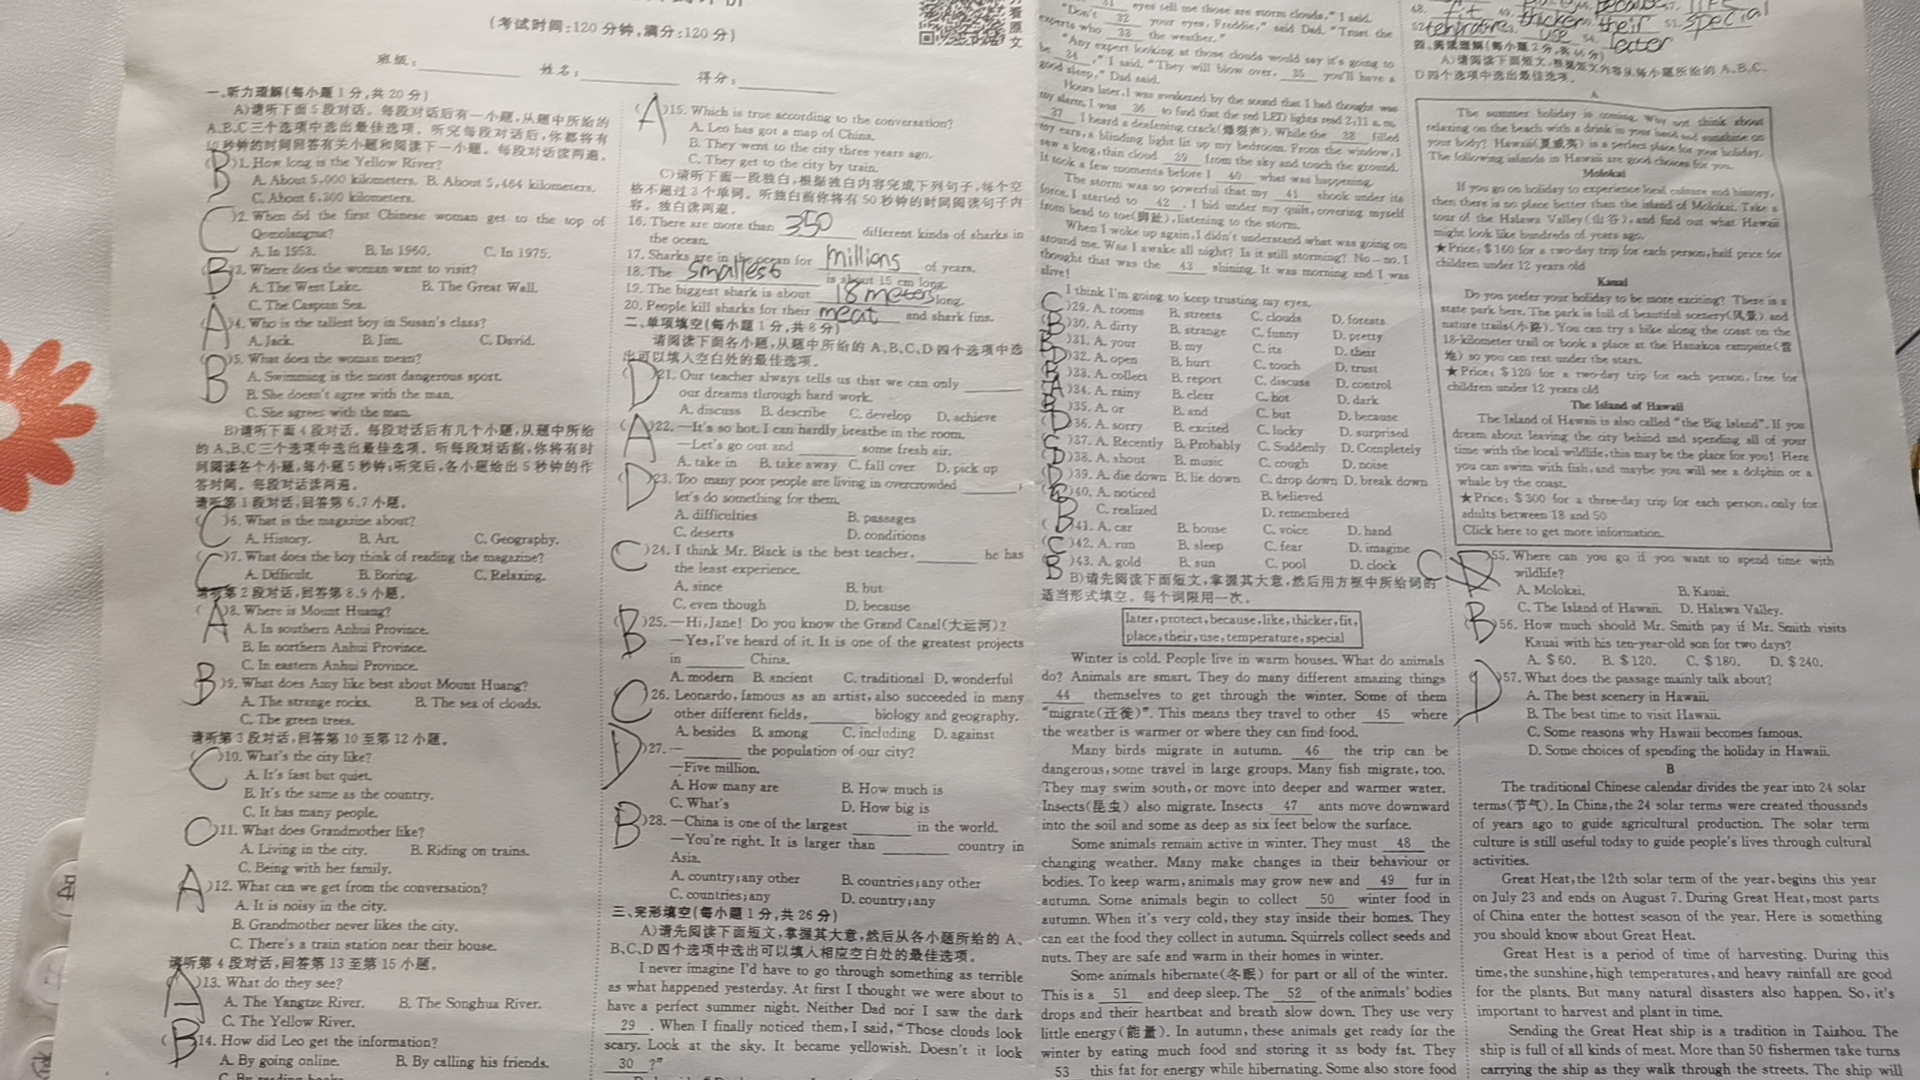 (考试时间:120 分钟,满分:120 分)
班级: 姓名: 得分:
一、听力理解(每小题 1 分,共 20 分)
A)请听下面 5 段对话。每段对话后有一小题,从题中所给的
A、B、C 三个选项中选出最佳选项。听完每段对话后,你都将有
10 秒钟的时间回答有关小题和阅读下一小题。每段对话读两遍。
( B )1. How long is the Yellow River?
A. About 5,000 kilometers. B. About 5,464 kilometers.
C. About 6,300 kilometers.
( C )2. When did the first Chinese woman get to the top of
Qomolangma?
A. In 1953. B. In 1960. C. In 1975.
( B )3. Where does the woman want to visit?
A. The West Lake. B. The Great Wall.
C. The Caspian Sea.
( A )4. Who is the tallest boy in Susan's class?
A. Jack. B. Jim. C. David.
( B )5. What does the woman mean?
A. Swimming is the most dangerous sport.
B. She doesn't agree with the man.
C. She agrees with the man.
B)请听下面 4 段对话。每段对话后有几个小题,从题中所给
的 A、B、C 三个选项中选出最佳选项。听每段对话前,你将有时
间阅读各个小题,每小题 5 秒钟;听完后,各小题给出 5 秒钟的作
答时间。每段对话读两遍。
请听第 1 段对话,回答第 6、7 小题。
( C )6. What is the magazine about?
A. History. B. Art. C. Geography.
( C )7. What does the boy think of reading the magazine?
A. Difficult. B. Boring. C. Relaxing.
请听第 2 段对话,回答第 8、9 小题。
( A )8. Where is Mount Huang?
A. In southern Anhui Province.
B. In northern Anhui Province.
C. In eastern Anhui Province.
( B )9. What does Amy like best about Mount Huang?
A. The strange rocks. B. The sea of clouds.
C. The green trees.
请听第 3 段对话,回答第 10 至第 12 小题。
( C )10. What's the city like?
A. It's fast but quiet.
B. It's the same as the country.
C. It has many people.
( C )11. What does Grandmother like?
A. Living in the city. B. Riding on trains.
C. Being with her family.
( A )12. What can we get from the conversation?
A. It is noisy in the city.
B. Grandmother never likes the city.
C. There's a train station near their house.
请听第 4 段对话,回答第 13 至第 15 小题。
( A )13. What do they see?
A. The Yangtze River. B. The Songhua River.
C. The Yellow River.
( B )14. How did Leo get the information?
A. By going online. B. By calling his friends.
C. By reading books.
( A )15. Which is true according to the conversation?
A. Leo has got a map of China.
B. They went to the city three years ago.
C. They get to the city by train.
C)请听下面一段独白,根据独白内容完成下列句子,每个空
格不超过 3 个单词。听独白前你将有 50 秒钟的时间阅读句子内
容。独白读两遍。
16. There are more than 350 different kinds of sharks in
the ocean.
17. Sharks are in the ocean for millions of years.
18. The smallest is about 15 cm long.
19. The biggest shark is about 18 meters long.
20. People kill sharks for their meat and shark fins.
二、单项填空(每小题 1 分,共 8 分)
请阅读下面各小题,从题中所给的 A、B、C、D 四个选项中选
出可以填入空白处的最佳选项。
( D )21. Our teacher always tells us that we can only
our dreams through hard work.
A. discuss B. describe C. develop D. achieve
( A )22. —It's so hot. I can hardly breathe in the room.
—Let's go out and some fresh air.
A. take in B. take away C. fall over D. pick up
( D )23. Too many poor people are living in overcrowded ,
let's do something for them.
A. difficulties B. passages
C. deserts D. conditions
( C )24. I think Mr. Black is the best teacher, he has
the least experience.
A. since B. but
C. even though D. because
( B )25. —Hi, Jane! Do you know the Grand Canal(大运河)?
—Yes, I've heard of it. It is one of the greatest projects
in China.
A. modern B. ancient C. traditional D. wonderful
( C )26. Leonardo, famous as an artist, also succeeded in many
other different fields, biology and geography.
A. besides B. among C. including D. against
( D )27. — the population of our city?
—Five million.
A. How many are B. How much is
C. What's D. How big is
( B )28. —China is one of the largest in the world.
—You're right. It is larger than country in
Asia.
A. country; any other B. countries; any other
C. countries; any D. country; any
三、完形填空(每小题 1 分,共 26 分)
A)请先阅读下面短文,掌握其大意,然后从各小题所给的 A、
B、C、D 四个选项中选出可以填入相应空白处的最佳选项。
I never imagine I'd have to go through something as terrible
as what happened yesterday. At first I thought we were about to
have a perfect summer night. Neither Dad nor I saw the dark
29 . When I finally noticed them, I said, "Those clouds look
scary. Look at the sky. It became yellowish. Doesn't it look
30 ?"
31 eyes tell me those are storm clouds," I said.
"Don't 32 your eyes, Freddie," said Dad. "Trust the
experts who 33 the weather."
"Any expert looking at those clouds would say it's going to
be 34 ," I said. "They will blow over, 35 you'll have a
good sleep," Dad said.
Hours later, I was awakened by the sound that I had thought was
my alarm. I was 36 to find that the red LED lights read 2:11 a. m.
37 I heard a deafening crack(爆裂声). While the 38 filled
my ears, a blinding light lit up my bedroom. From the window, I
saw a long, thin cloud 39 from the sky and touch the ground.
It took a few moments before I 40 what was happening.
The storm was so powerful that my 41 shook under its
force. I started to 42 . I hid under my quilt, covering myself
from head to toe(脚趾), listening to the storm.
When I woke up again, I didn't understand what was going on
around me. Was I awake all night? Is it still storming? No — no. I
thought that was the 43 shining. It was morning and I was
alive!
I think I'm going to keep trusting my eyes.
( C )29. A. rooms B. streets C. clouds D. forests
( B )30. A. dirty B. strange C. funny D. pretty
( B )31. A. your B. my C. its D. their
( D )32. A. open B. hurt C. touch D. trust
( B )33. A. collect B. report C. discuss D. control
( A )34. A. rainy B. clear C. hot D. dark
( B )35. A. or B. and C. but D. because
( D )36. A. sorry B. excited C. lucky D. surprised
( C )37. A. Recently B. Probably C. Suddenly D. Completely
( D )38. A. shout B. music C. cough D. noise
( D )39. A. die down B. lie down C. drop down D. break down
( B )40. A. noticed B. believed
C. realized D. remembered
( B )41. A. car B. house C. voice D. hand
( C )42. A. run B. sleep C. fear D. imagine
( B )43. A. gold B. sun C. pool D. clock
B)请先阅读下面短文,掌握其大意,然后用方框中所给词的
适当形式填空。每个词限用一次。
later, protect, because, like, thicker, fit,
place, their, use, temperature, special
Winter is cold. People live in warm houses. What do animals
do? Animals are smart. They do many different amazing things
44 themselves to get through the winter. Some of them
"migrate(迁徙)". This means they travel to other 45 where
the weather is warmer or where they can find food.
Many birds migrate in autumn. 46 the trip can be
dangerous, some travel in large groups. Many fish migrate, too.
They may swim south, or move into deeper and warmer water.
Insects(昆虫) also migrate. Insects 47 ants move downward
into the soil and some as deep as six feet below the surface.
Some animals remain active in winter. They must 48 the
changing weather. Many make changes in their behaviour or
bodies. To keep warm, animals may grow new and 49 fur in
autumn. Some animals begin to collect 50 winter food in
autumn. When it's very cold, they stay inside their homes. They
can eat the food they collect in autumn. Squirrels collect seeds and
nuts. They are safe and warm in their homes in winter.
Some animals hibernate(冬眠) for part or all of the winter.
This is a 51 and deep sleep. The 52 of the animals' bodies
drops and their heartbeat and breath slow down. They use very
little energy(能量). In autumn, these animals get ready for the
winter by eating much food and storing it as body fat. They
53 this fat for energy while hibernating. Some also store food
48. fit 49. thicker 50. their 51. special
52. use later
四、阅读理解(每小题 2 分,共 46 分)
A)请阅读下面短文,根据短文内容从每小题所给的 A、B、C、
D 四个选项中选出最佳选项。
A
The summer holiday is coming. Why not think about
relaxing on the beach with a drink in your hand and sunshine on
your body? Hawaii(夏威夷) is a perfect place for your holiday.
The following islands in Hawaii are good choices for you.
Molokai
If you go on holiday to experience local culture and history,
then there is no place better than the island of Molokai. Take a
tour of the Halawa Valley(山谷), and find out what Hawaii
might look like hundreds of years ago.
★Price: $160 for a two-day trip for each person, half price for
children under 12 years old
Kauai
Do you prefer your holiday to be more exciting? There is a
state park here. The park is full of beautiful scenery(风景) and
nature trails(小路). You can try a hike along the coast on the
18-kilometer trail or book a place at the Hanakoa campsite(营
地) so you can rest under the stars.
★Price: $120 for a two-day trip for each person, free for
children under 12 years old
The Island of Hawaii
The Island of Hawaii is also called "the Big Island". If you
dream about leaving the city behind and spending all of your
time with the local wildlife, this may be the place for you! Here
you can swim with fish, and maybe you will see a dolphin or a
whale by the coast.
★Price: $300 for a three-day trip for each person, only for
adults between 18 and 50
Click here to get more information.
C 55. Where can you go if you want to spend time with
wildlife?
A. Molokai. B. Kauai.
C. The Island of Hawaii. D. Halawa Valley.
( B )56. How much should Mr. Smith pay if Mr. Smith visits
Kauai with his ten-year-old son for two days?
A. $60. B. $120. C. $180. D. $240.
( D )57. What does the passage mainly talk about?
A. The best scenery in Hawaii.
B. The best time to visit Hawaii.
C. Some reasons why Hawaii becomes famous.
D. Some choices of spending the holiday in Hawaii.
B
The traditional Chinese calendar divides the year into 24 solar
terms(节气). In China, the 24 solar terms were created thousands
of years ago to guide agricultural production. The solar term
culture is still useful today to guide people's lives through cultural
activities.
Great Heat, the 12th solar term of the year, begins this year
on July 23 and ends on August 7. During Great Heat, most parts
of China enter the hottest season of the year. Here is something
you should know about Great Heat.
Great Heat is a period of time of harvesting. During this
time, the sunshine, high temperatures, and heavy rainfall are good
for the plants. But many natural disasters also happen. So, it's
important to harvest and plant in time.
Sending the Great Heat ship is a tradition in Taizhou. The
ship is full of all kinds of meat. More than 50 fishermen take turns
carrying the ship as they walk through the streets. The ship will